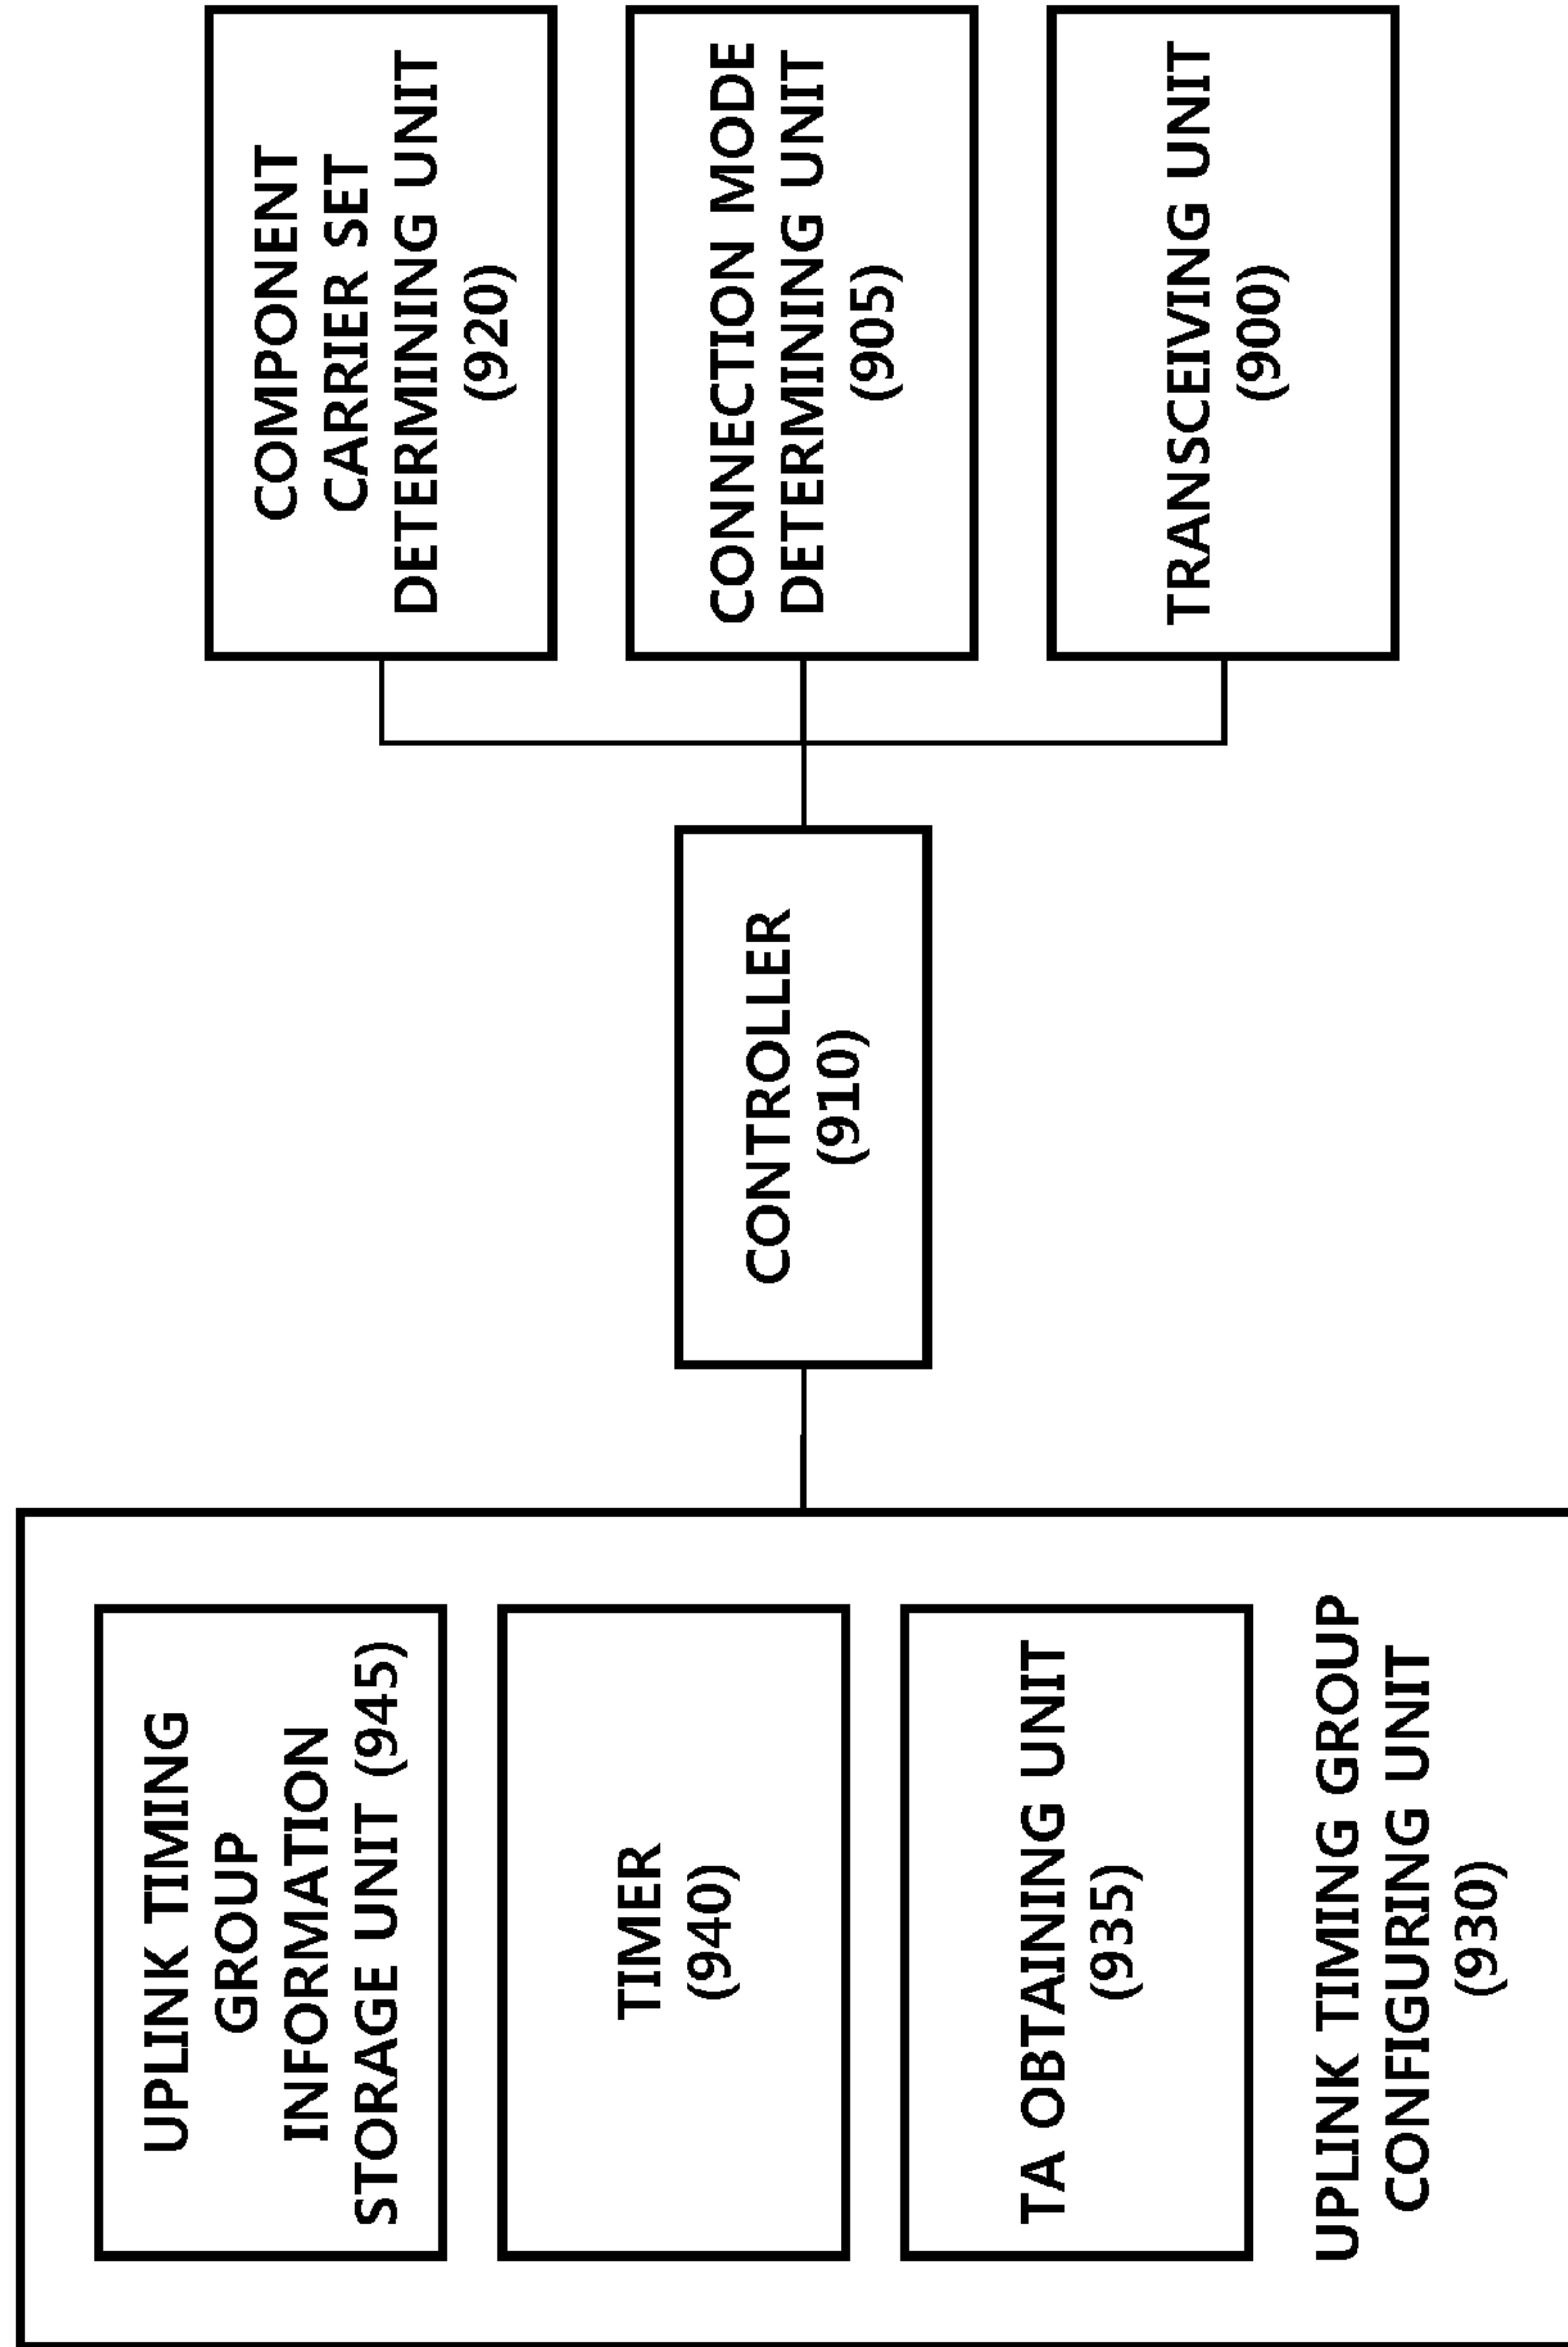 UPLINK TIMING
GROUP
INFORMATION
STORAGE UNIT (945)
TIMER
(940)
TA OBTAINING UNIT
(935)
UPLINK TIMING GROUP
CONFIGURING UNIT
(930)
CONTROLLER
(910)
COMPONENT
CARRIER SET
DETERMINING UNIT
(920)
CONNECTION MODE
DETERMINING UNIT
(905)
TRANSCEIVING UNIT
(900)